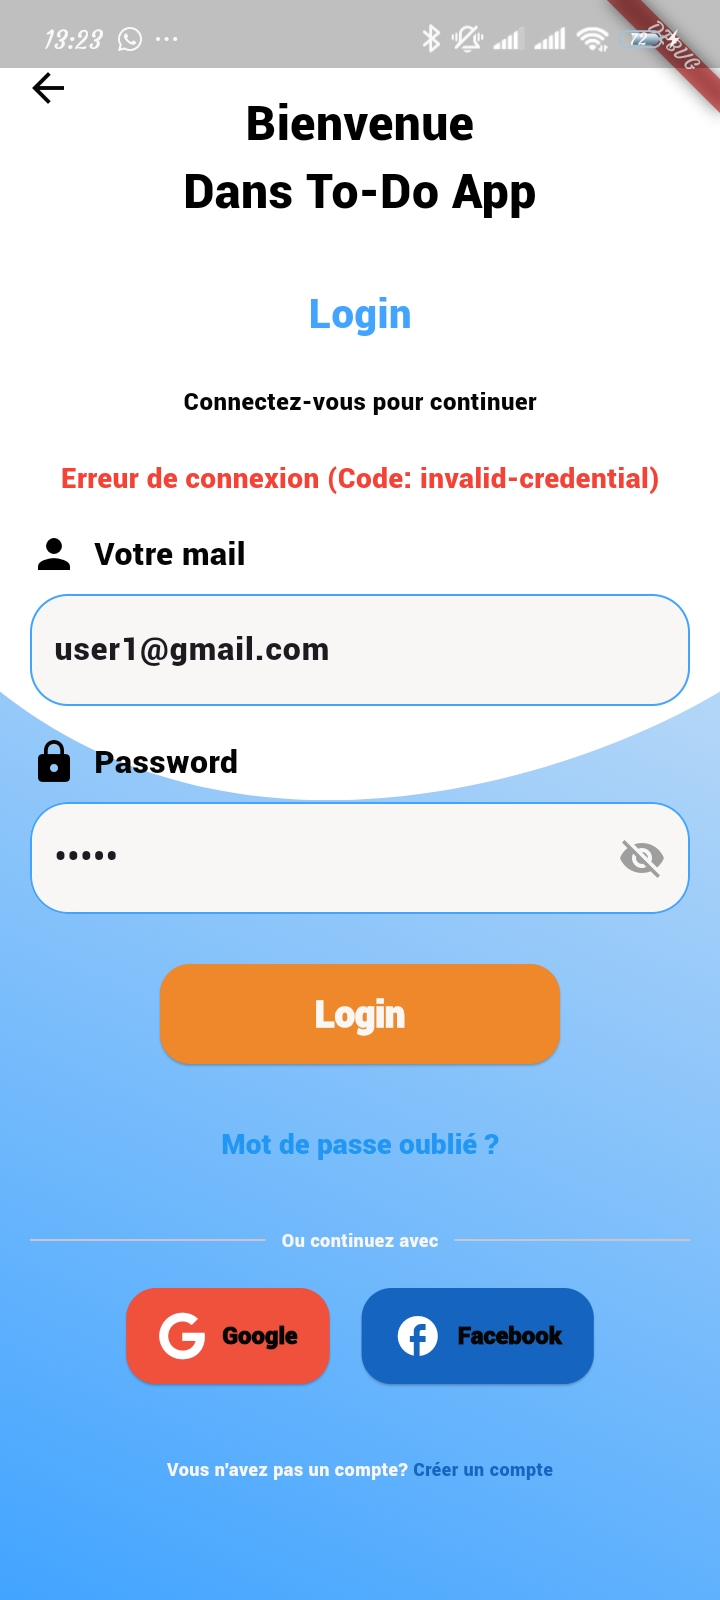 13:23
72
DEBUG
Bienvenue
Dans To-Do App
Login
Connectez-vous pour continuer
Erreur de connexion (Code: invalid-credential)
Votre mail
user1@gmail.com
Password
•••••
Login
Mot de passe oublié ?
Ou continuez avec
Google
Facebook
Vous n'avez pas un compte? Créer un compte